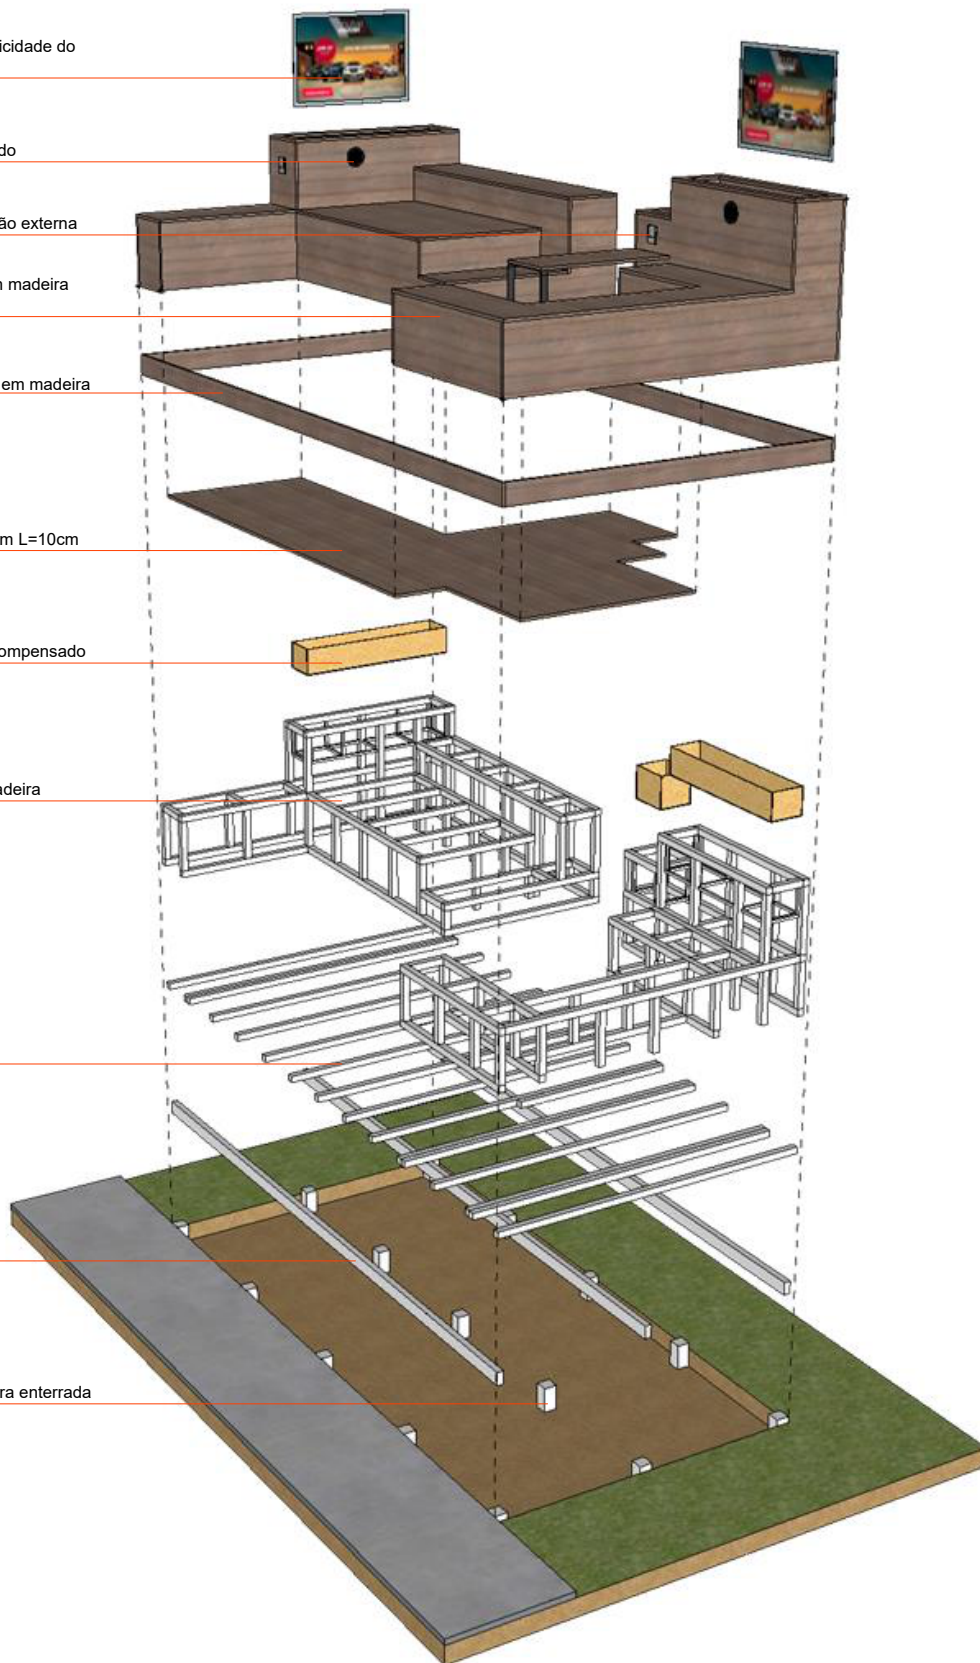 icidade do
do
ão externa
n madeira
em madeira
m L=10cm
ompensado
adeira
ra enterrada